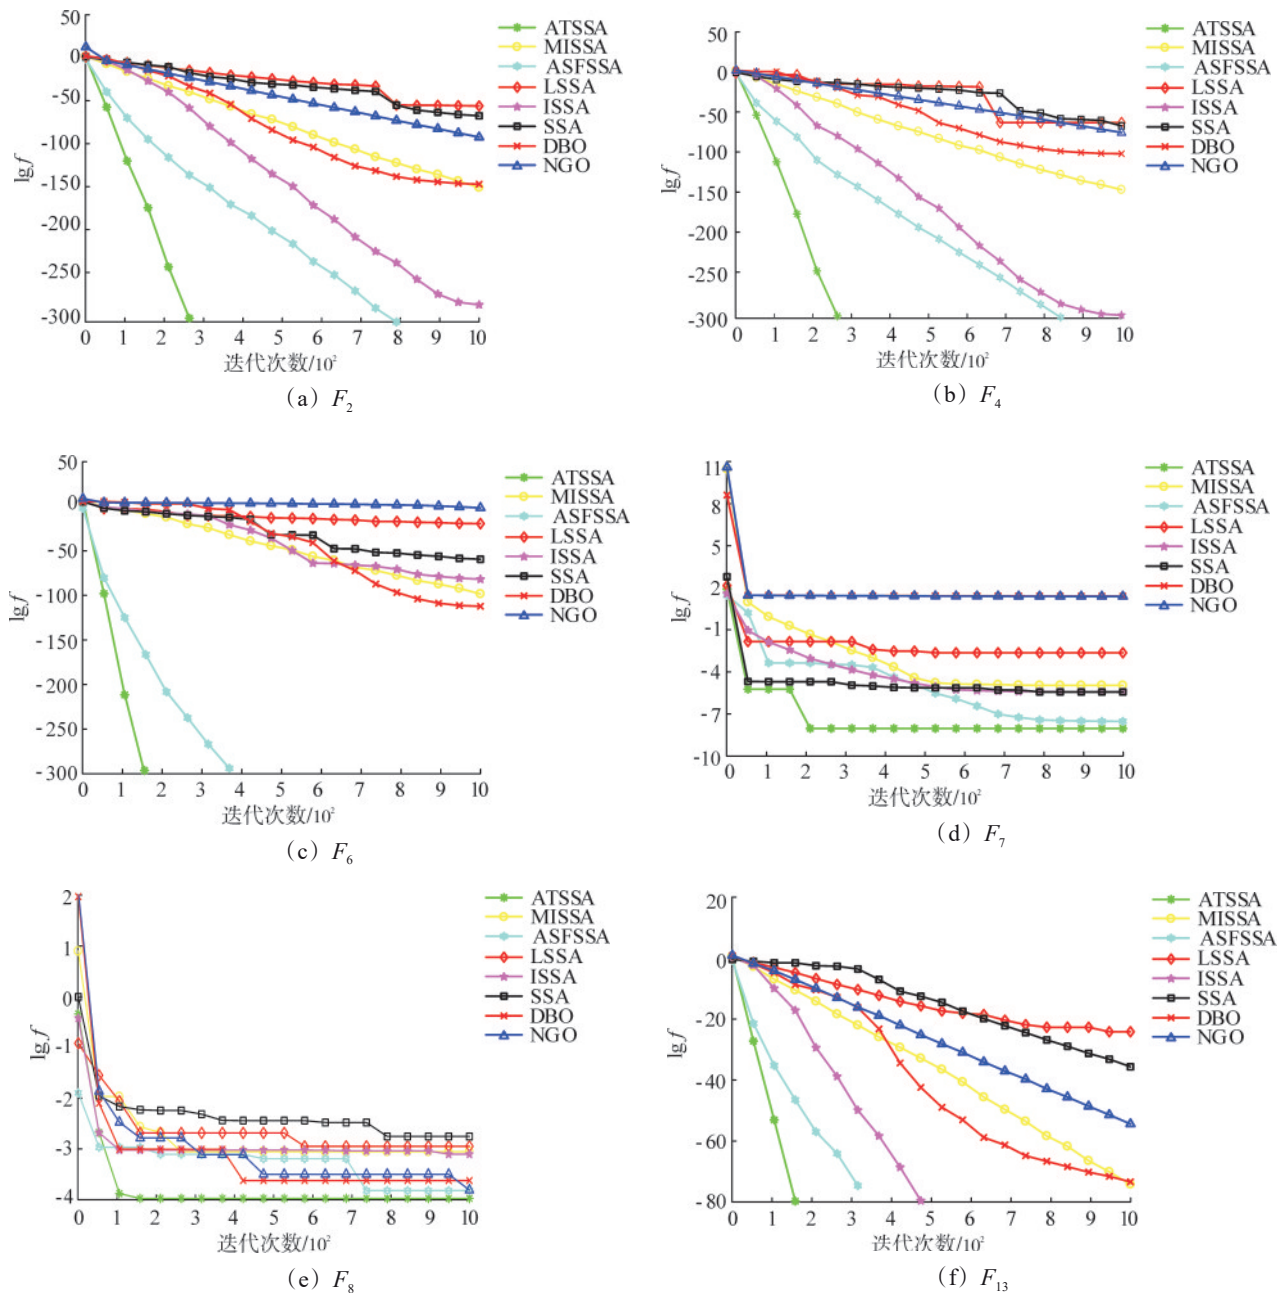 50
0
-50
-100
-150
-200
-250
-300
lg f
0 1 2 3 4 5 6 7 8 9 10
迭代次数/10²
ATSSA
MISSA
ASFSSA
LSSA
ISSA
SSA
DBO
NGO
(a) F₂
50
0
-50
-100
-150
-200
-250
-300
lg f
0 1 2 3 4 5 6 7 8 9 10
迭代次数/10²
ATSSA
MISSA
ASFSSA
LSSA
ISSA
SSA
DBO
NGO
(b) F₄
50
0
-50
-100
-150
-200
-250
-300
lg f
0 1 2 3 4 5 6 7 8 9 10
迭代次数/10²
ATSSA
MISSA
ASFSSA
LSSA
ISSA
SSA
DBO
NGO
(c) F₆
11
8
5
2
-1
-4
-7
-10
lg f
0 1 2 3 4 5 6 7 8 9 10
迭代次数/10²
ATSSA
MISSA
ASFSSA
LSSA
ISSA
SSA
DBO
NGO
(d) F₇
2
1
0
-1
-2
-3
-4
lg f
0 1 2 3 4 5 6 7 8 9 10
迭代次数/10²
ATSSA
MISSA
ASFSSA
LSSA
ISSA
SSA
DBO
NGO
(e) F₈
20
0
-20
-40
-60
-80
lg f
0 1 2 3 4 5 6 7 8 9 10
迭代次数/10²
ATSSA
MISSA
ASFSSA
LSSA
ISSA
SSA
DBO
NGO
(f) F₁₃